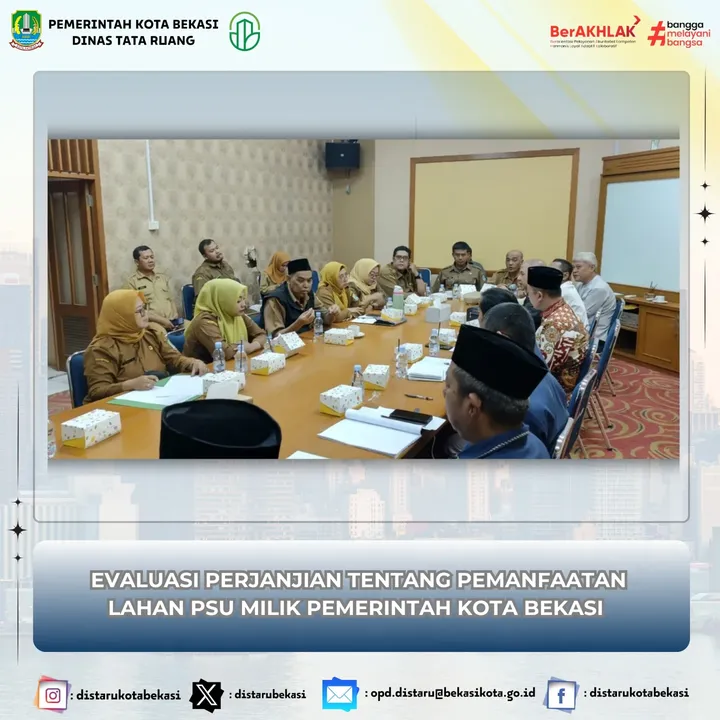 PEMERINTAH KOTA BEKASI
DINAS TATA RUANG
BerAKHLAK
# bangga
melayani
bangsa
EVALUASI PERJANJIAN TENTANG PEMANFAATAN
LAHAN PSU MILIK PEMERINTAH KOTA BEKASI
: distarukotabekasi
: distarubekasi
: opd.distaru@bekasikota.go.id
: distarukotabekasi